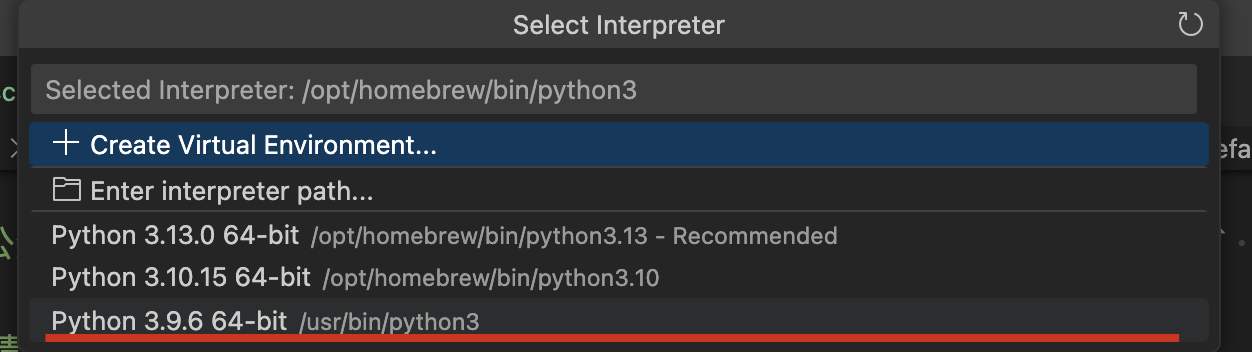 Select Interpreter
Selected Interpreter: /opt/homebrew/bin/python3
Create Virtual Environment...
Enter interpreter path...
Python 3.13.0 64-bit /opt/homebrew/bin/python3.13 - Recommended
Python 3.10.15 64-bit /opt/homebrew/bin/python3.10
Python 3.9.6 64-bit /usr/bin/python3